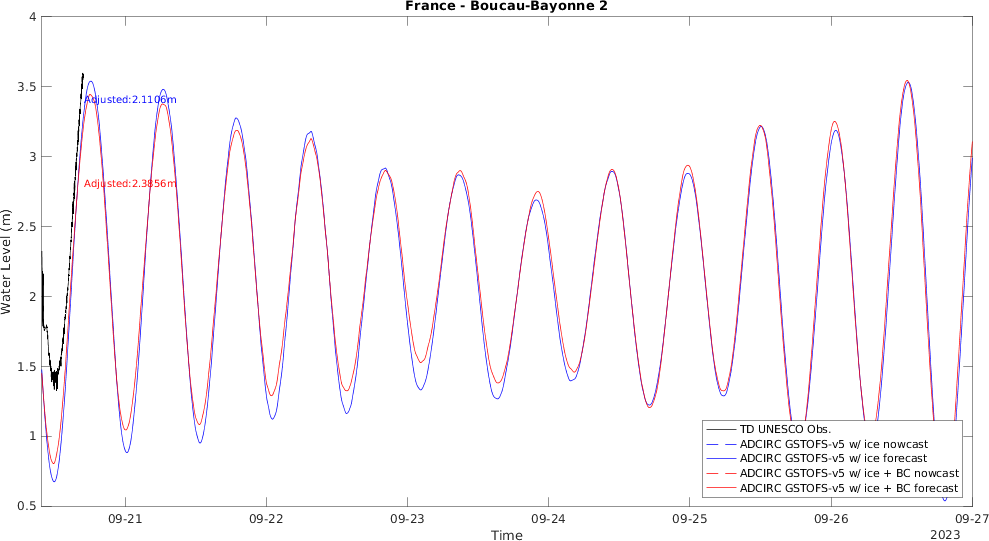 France - Boucau-Bayonne 2
4
3.5
3
2.5
2
1.5
1
0.5
Water Level (m)
Adjusted:2.1106m
Adjusted:2.3856m
TD UNESCO Obs.
ADCIRC GSTOFS-v5 w/ ice nowcast
ADCIRC GSTOFS-v5 w/ ice forecast
ADCIRC GSTOFS-v5 w/ ice + BC nowcast
ADCIRC GSTOFS-v5 w/ ice + BC forecast
09-21 09-22 09-23 09-24 09-25 09-26 09-27
Time
2023